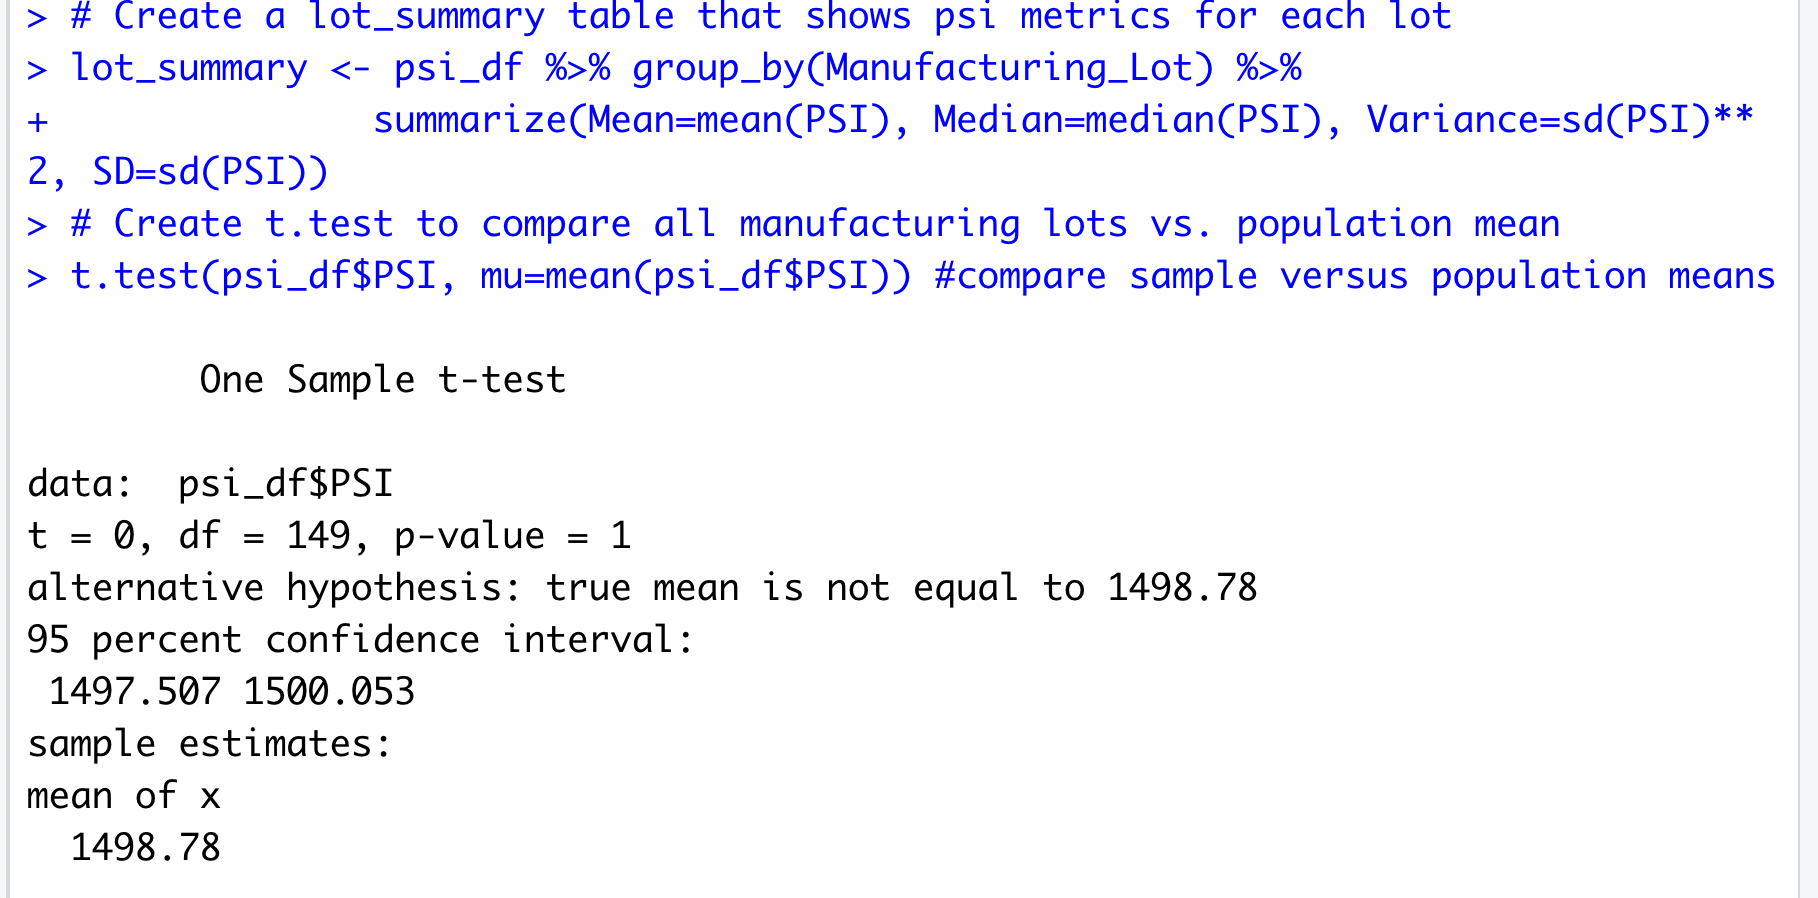 > # Create a lot_summary table that shows psi metrics for each lot
> lot_summary <- psi_df %>% group_by(Manufacturing_Lot) %>%
+               summarize(Mean=mean(PSI), Median=median(PSI), Variance=sd(PSI)**
2, SD=sd(PSI))
> # Create t.test to compare all manufacturing lots vs. population mean
> t.test(psi_df$PSI, mu=mean(psi_df$PSI)) #compare sample versus population means

        One Sample t-test

data:  psi_df$PSI
t = 0, df = 149, p-value = 1
alternative hypothesis: true mean is not equal to 1498.78
95 percent confidence interval:
 1497.507 1500.053
sample estimates:
mean of x
  1498.78